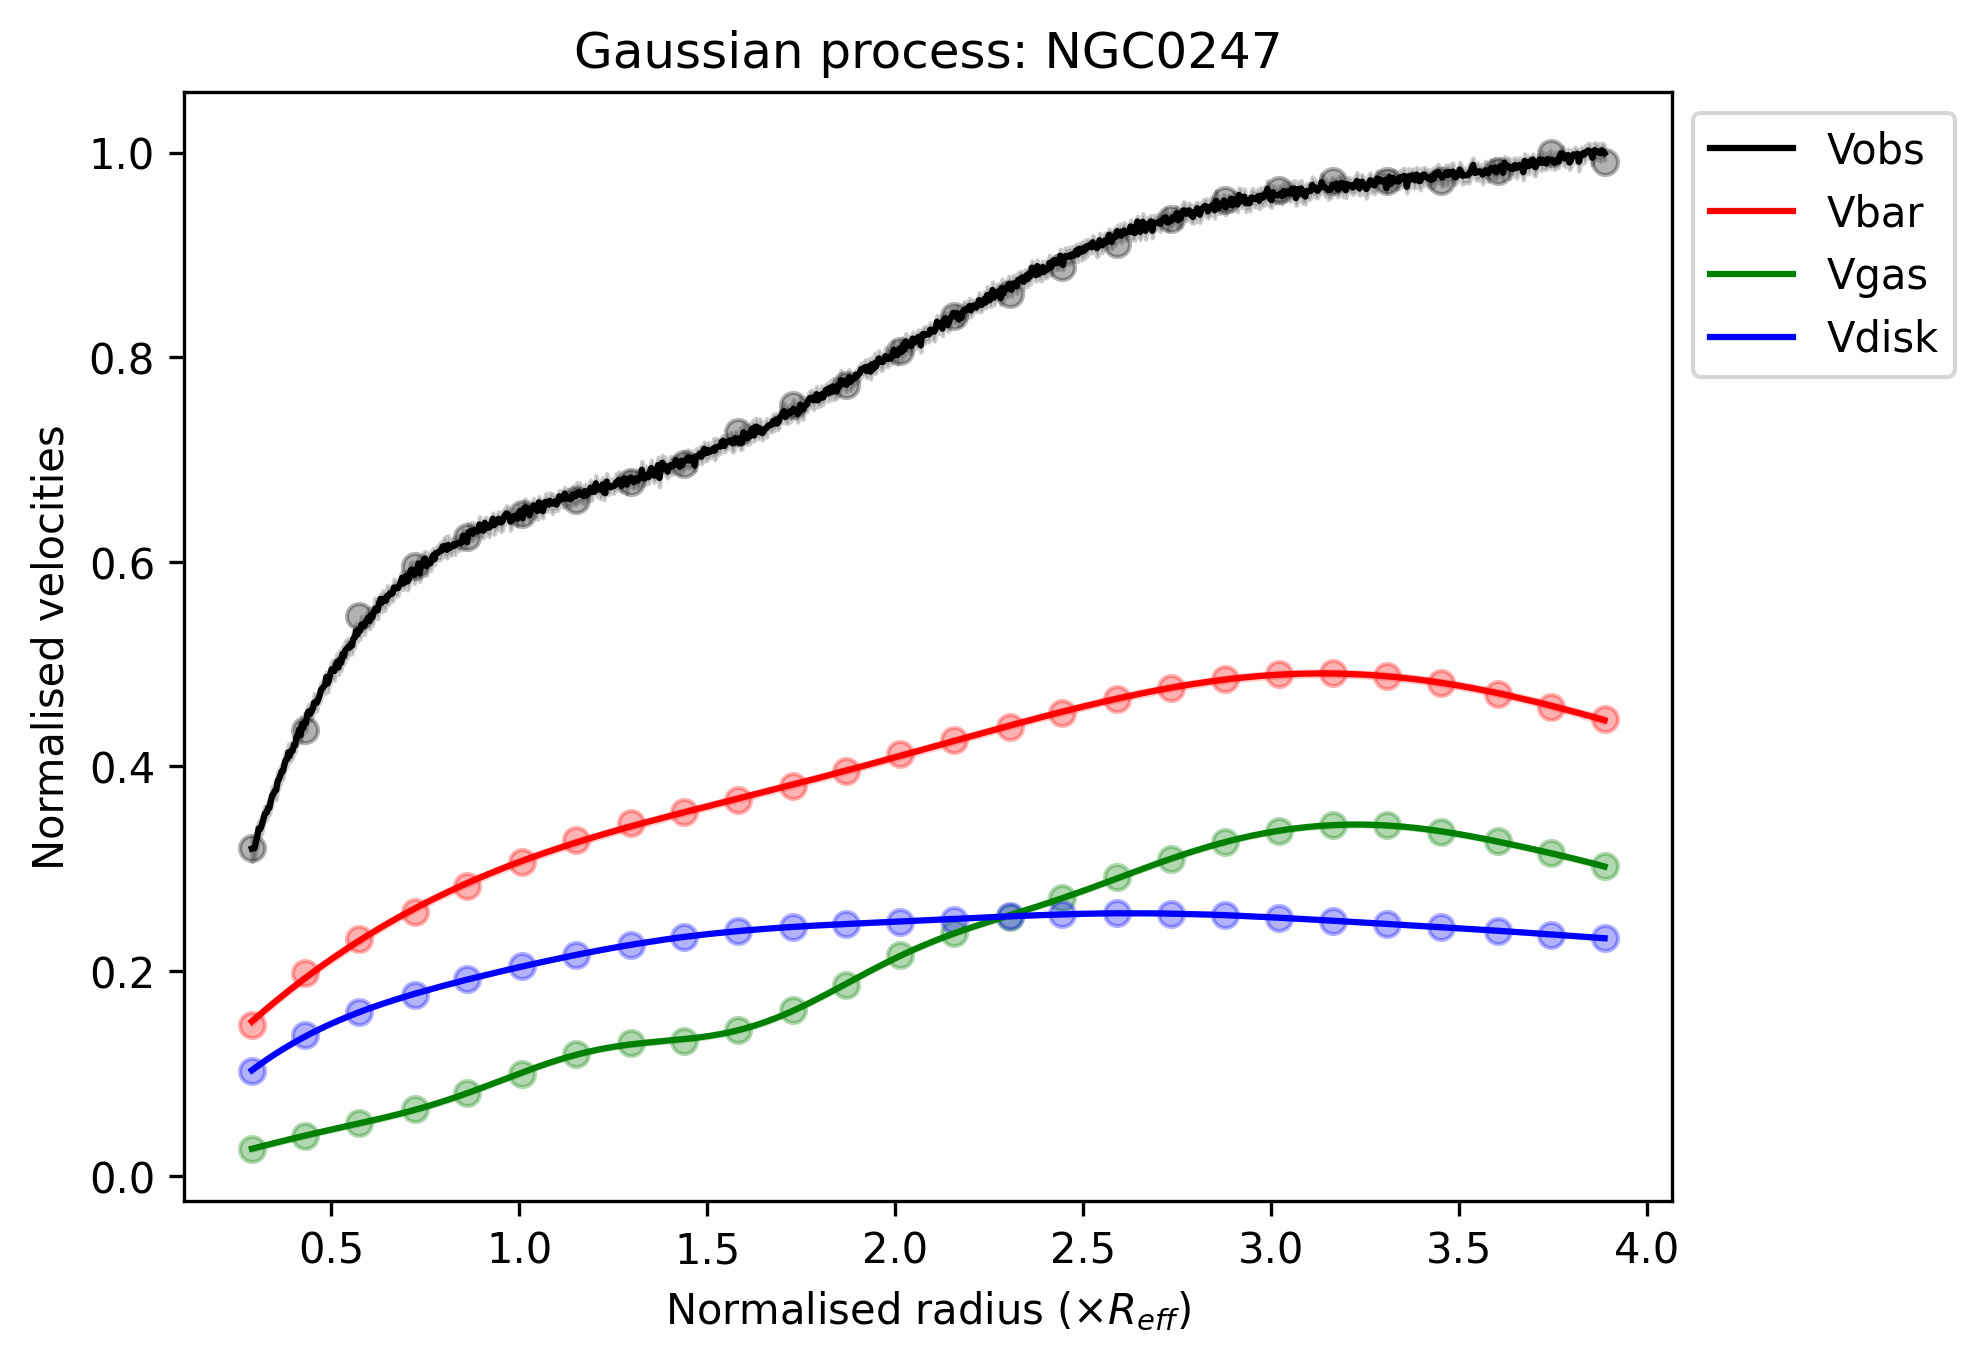 Gaussian process: NGC0247
Vobs
Vbar
Vgas
Vdisk
Normalised velocities
1.0
0.8
0.6
0.4
0.2
0.0
0.5 1.0 1.5 2.0 2.5 3.0 3.5 4.0
Normalised radius (×R_eff)